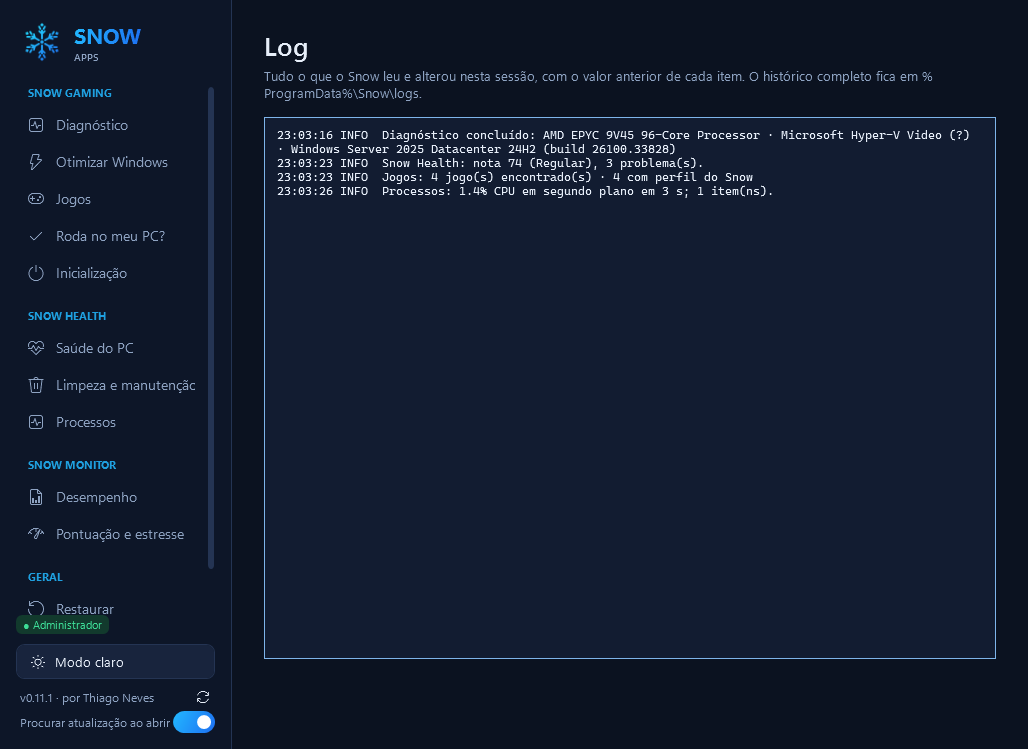 SNOW
APPS
SNOW GAMING
Diagnóstico
Otimizar Windows
Jogos
Roda no meu PC?
Inicialização
SNOW HEALTH
Saúde do PC
Limpeza e manutençã
Processos
SNOW MONITOR
Desempenho
Pontuação e estresse
GERAL
Restaurar
Administrador
Modo claro
v0.11.1 · por Thiago Neves
Procurar atualização ao abrir
Log
Tudo o que o Snow leu e alterou nesta sessão, com o valor anterior de cada item. O histórico completo fica em %
ProgramData%\Snow\logs.
23:03:16 INFO  Diagnóstico concluído: AMD EPYC 9V45 96-Core Processor · Microsoft Hyper-V Video (?)
· Windows Server 2025 Datacenter 24H2 (build 26100.33828)
23:03:23 INFO  Snow Health: nota 74 (Regular), 3 problema(s).
23:03:23 INFO  Jogos: 4 jogo(s) encontrado(s) · 4 com perfil do Snow
23:03:26 INFO  Processos: 1.4% CPU em segundo plano em 3 s; 1 item(ns).